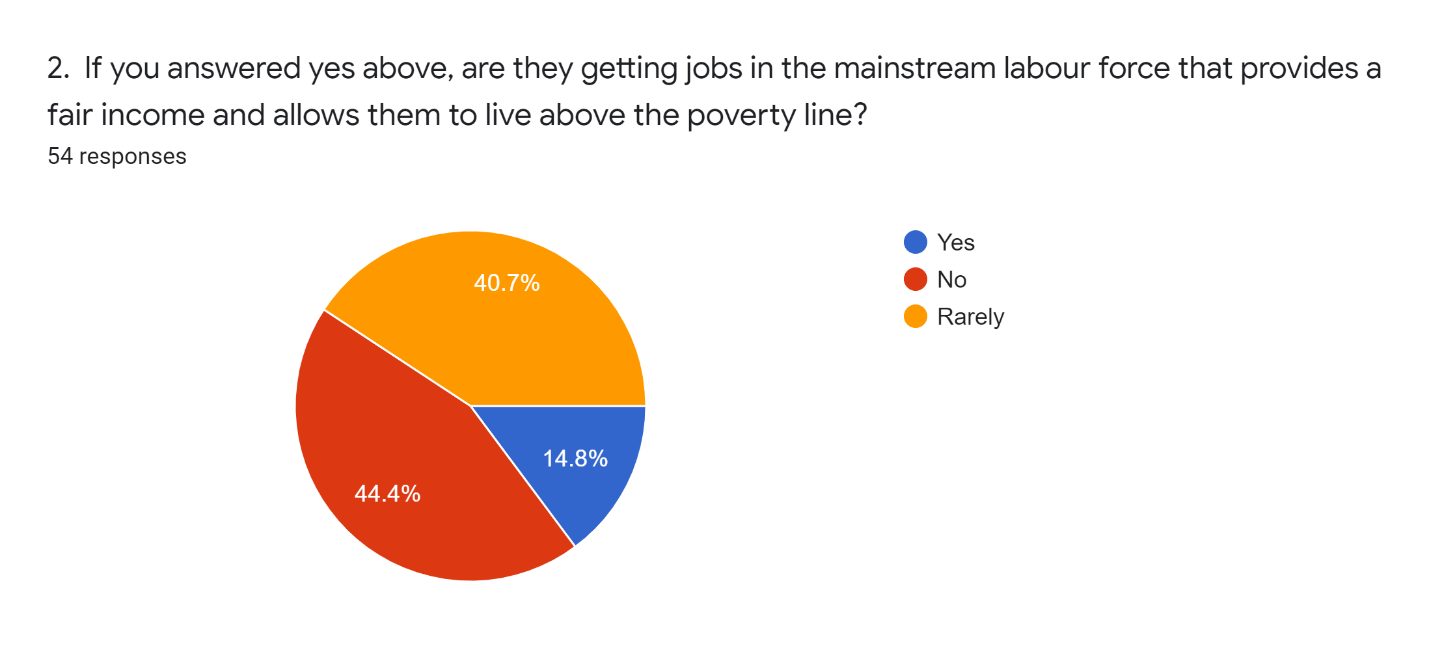 2. If you answered yes above, are they getting jobs in the mainstream labour force that provides a
fair income and allows them to live above the poverty line?
54 responses
40.7%
14.8%
44.4%
Yes
No
Rarely